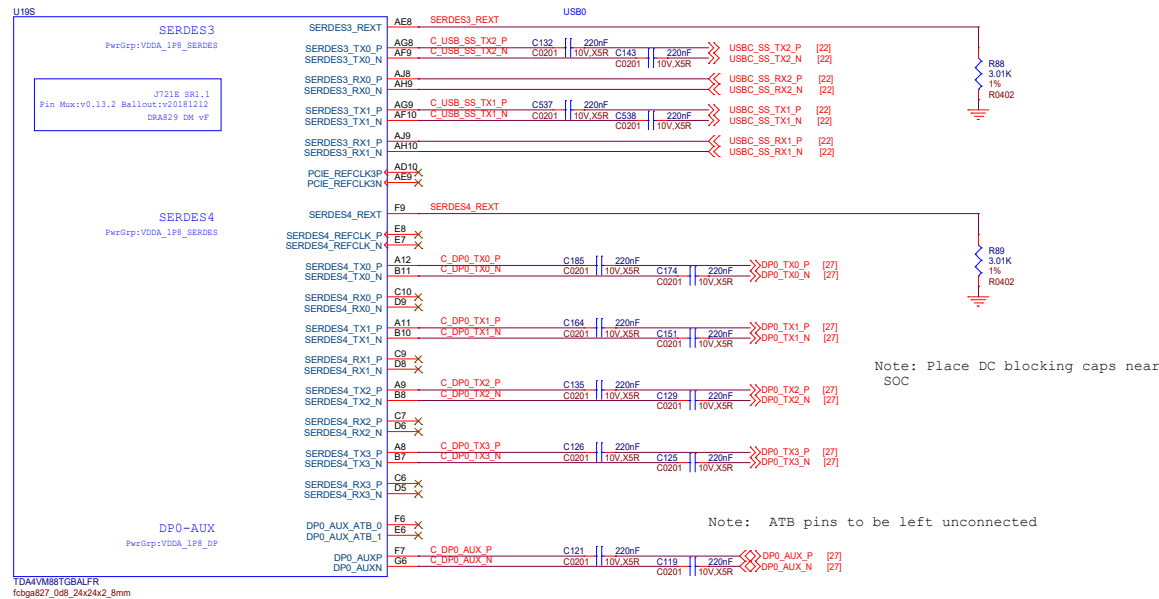 U19S
USB0
SERDES3
PwrGrp:VDDA_1P8_SERDES
J721E SR1.1
Pin Mux:v0.13.2 Ballout:v20181212
DRA829 DM vF
SERDES3_REXT AE8 SERDES3_REXT
R88
3.01K
1%
R0402
SERDES3_TX0_P AG8 C_USB_SS_TX2_P C132 220nF USBC_SS_TX2_P [22]
SERDES3_TX0_N AF9 C_USB_SS_TX2_N C0201 10V,X5R C143 220nF USBC_SS_TX2_N [22]
C0201 10V,X5R
SERDES3_RX0_P AJ8 USBC_SS_RX2_P [22]
SERDES3_RX0_N AH9 USBC_SS_RX2_N [22]
SERDES3_TX1_P AG9 C_USB_SS_TX1_P C537 220nF USBC_SS_TX1_P [22]
SERDES3_TX1_N AF10 C_USB_SS_TX1_N C0201 10V,X5R C538 220nF USBC_SS_TX1_N [22]
C0201 10V,X5R
SERDES3_RX1_P AJ9 USBC_SS_RX1_P [22]
SERDES3_RX1_N AH10 USBC_SS_RX1_N [22]
PCIE_REFCLK3P AD10
PCIE_REFCLK3N AE9
SERDES4
PwrGrp:VDDA_1P8_SERDES
SERDES4_REXT F9 SERDES4_REXT
R89
3.01K
1%
R0402
SERDES4_REFCLK_P E8
SERDES4_REFCLK_N E7
SERDES4_TX0_P A12 C_DP0_TX0_P C185 220nF DP0_TX0_P [27]
SERDES4_TX0_N B11 C_DP0_TX0_N C0201 10V,X5R C174 220nF DP0_TX0_N [27]
C0201 10V,X5R
SERDES4_RX0_P C10
SERDES4_RX0_N D9
SERDES4_TX1_P A11 C_DP0_TX1_P C164 220nF DP0_TX1_P [27]
SERDES4_TX1_N B10 C_DP0_TX1_N C0201 10V,X5R C151 220nF DP0_TX1_N [27]
C0201 10V,X5R
SERDES4_RX1_P C9
SERDES4_RX1_N D8
Note: Place DC blocking caps near
SOC
SERDES4_TX2_P A9 C_DP0_TX2_P C135 220nF DP0_TX2_P [27]
SERDES4_TX2_N B8 C_DP0_TX2_N C0201 10V,X5R C129 220nF DP0_TX2_N [27]
C0201 10V,X5R
SERDES4_RX2_P C7
SERDES4_RX2_N D6
SERDES4_TX3_P A8 C_DP0_TX3_P C126 220nF DP0_TX3_P [27]
SERDES4_TX3_N B7 C_DP0_TX3_N C0201 10V,X5R C125 220nF DP0_TX3_N [27]
C0201 10V,X5R
SERDES4_RX3_P C6
SERDES4_RX3_N D5
DP0-AUX
PwrGrp:VDDA_1P8_DP
DP0_AUX_ATB_0 F6
DP0_AUX_ATB_1 E6
Note: ATB pins to be left unconnected
DP0_AUXP F7 C_DP0_AUX_P C121 220nF DP0_AUX_P [27]
DP0_AUXN G6 C_DP0_AUX_N C0201 10V,X5R C119 220nF DP0_AUX_N [27]
C0201 10V,X5R
TDA4VM88TGBALFR
fcbga827_0d8_24x24x2_8mm